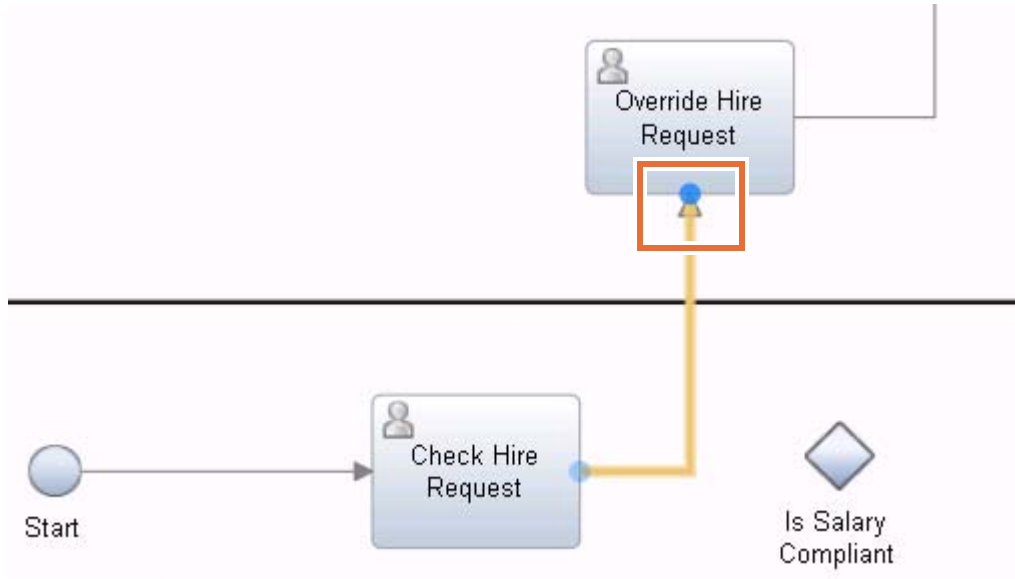 Override Hire
Request
Check Hire
Request
Start
Is Salary
Compliant